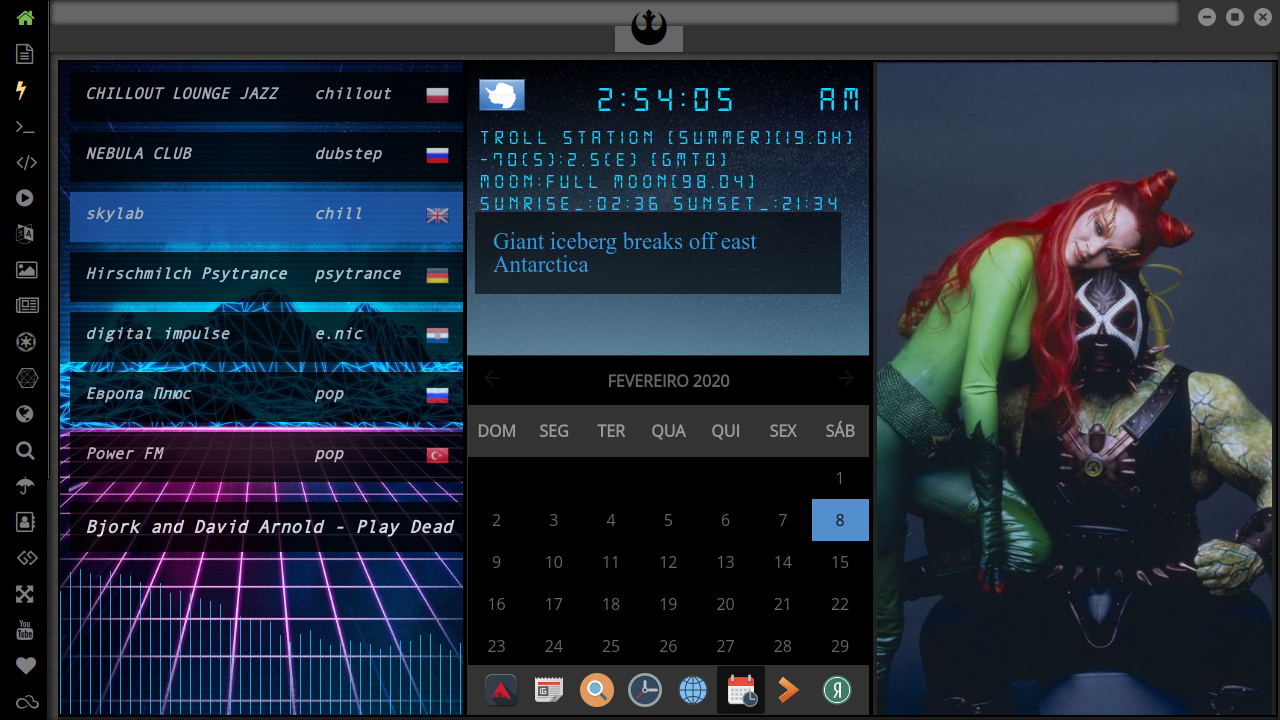 CHILLOUT LOUNGE JAZZ chillout
NEBULA CLUB dubstep
skylab chill
Hirschmilch Psytrance psytrance
digital impulse e.nic
Европа Плюс pop
Power FM pop
Bjork and David Arnold - Play Dead
2:54:05 AM
TROLL STATION (SUMMER)(19.0H)
-70(S):2.5(E) (GMT0)
MOON:FULL MOON(98.04)
SUNRISE_:02:36 SUNSET_:21:34
Giant iceberg breaks off east
Antarctica
FEVEREIRO 2020
DOM SEG TER QUA QUI SEX SÁB
1
2 3 4 5 6 7 8
9 10 11 12 13 14 15
16 17 18 19 20 21 22
23 24 25 26 27 28 29
You
Tube
Я